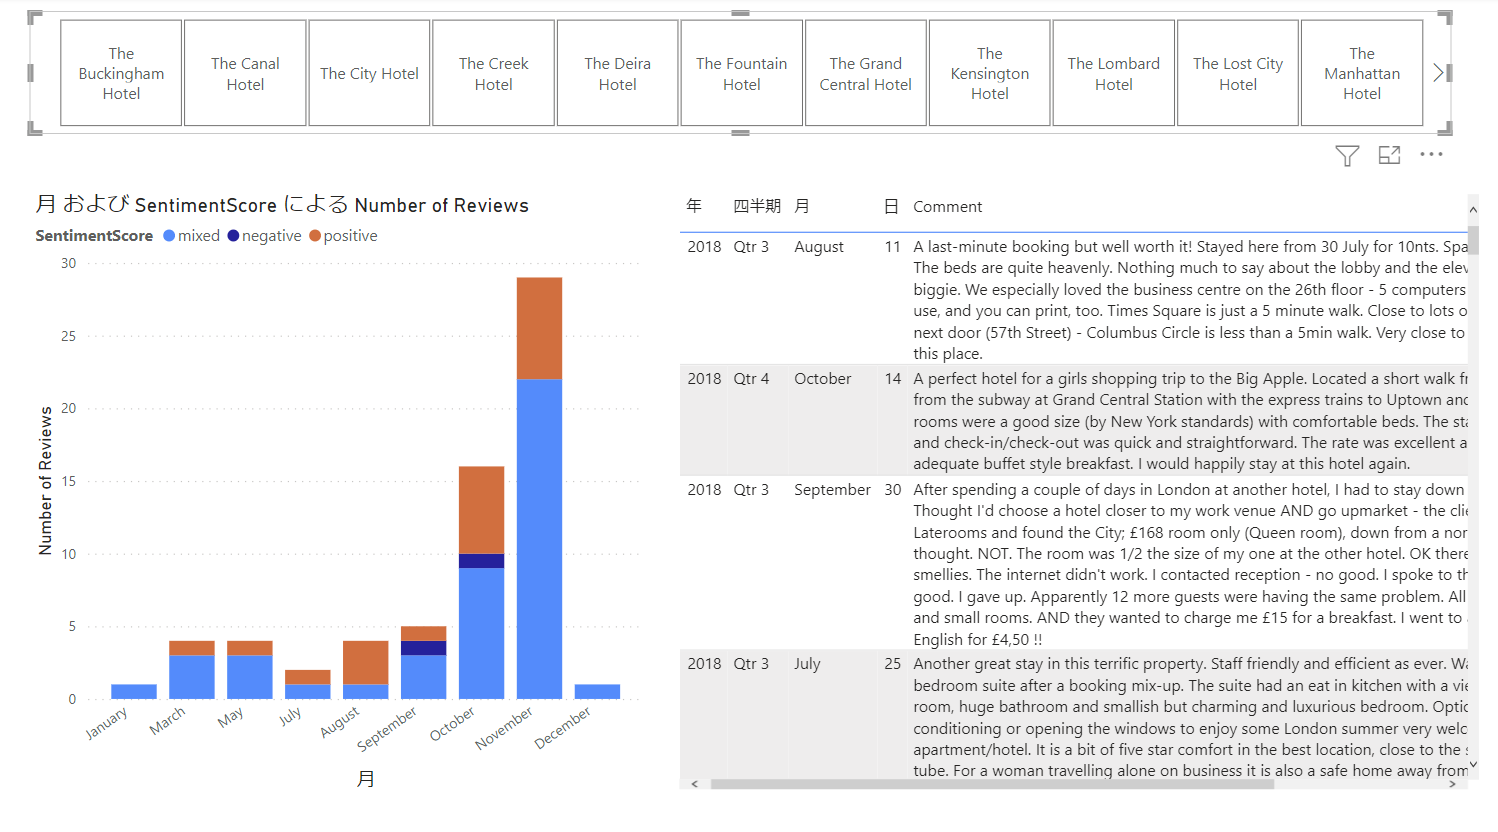 The Buckingham Hotel
The Canal Hotel
The City Hotel
The Creek Hotel
The Deira Hotel
The Fountain Hotel
The Grand Central Hotel
The Kensington Hotel
The Lombard Hotel
The Lost City Hotel
The Manhattan Hotel
月 および SentimentScore による Number of Reviews
SentimentScore mixed negative positive
30
25
20
15
10
5
0
Number of Reviews
January March May July August September October November December
月
年 四半期 月 日 Comment
2018 Qtr 3 August 11 A last-minute booking but well worth it! Stayed here from 30 July for 10nts. Spa
The beds are quite heavenly. Nothing much to say about the lobby and the elev
biggie. We especially loved the business centre on the 26th floor - 5 computers
use, and you can print, too. Times Square is just a 5 minute walk. Close to lots o
next door (57th Street) - Columbus Circle is less than a 5min walk. Very close to
this place.
2018 Qtr 4 October 14 A perfect hotel for a girls shopping trip to the Big Apple. Located a short walk fr
from the subway at Grand Central Station with the express trains to Uptown and
rooms were a good size (by New York standards) with comfortable beds. The sta
and check-in/check-out was quick and straightforward. The rate was excellent a
adequate buffet style breakfast. I would happily stay at this hotel again.
2018 Qtr 3 September 30 After spending a couple of days in London at another hotel, I had to stay down
Thought I'd choose a hotel closer to my work venue AND go upmarket - the clie
Laterooms and found the City; £168 room only (Queen room), down from a nor
thought. NOT. The room was 1/2 the size of my one at the other hotel. OK there
smellies. The internet didn't work. I contacted reception - no good. I spoke to th
good. I gave up. Apparently 12 more guests were having the same problem. All
and small rooms. AND they wanted to charge me £15 for a breakfast. I went to
English for £4,50 !!
2018 Qtr 3 July 25 Another great stay in this terrific property. Staff friendly and efficient as ever. Wa
bedroom suite after a booking mix-up. The suite had an eat in kitchen with a vie
room, huge bathroom and smallish but charming and luxurious bedroom. Optic
conditioning or opening the windows to enjoy some London summer very welc
apartment/hotel. It is a bit of five star comfort in the best location, close to the s
tube. For a woman travelling alone on business it is also a safe home away from